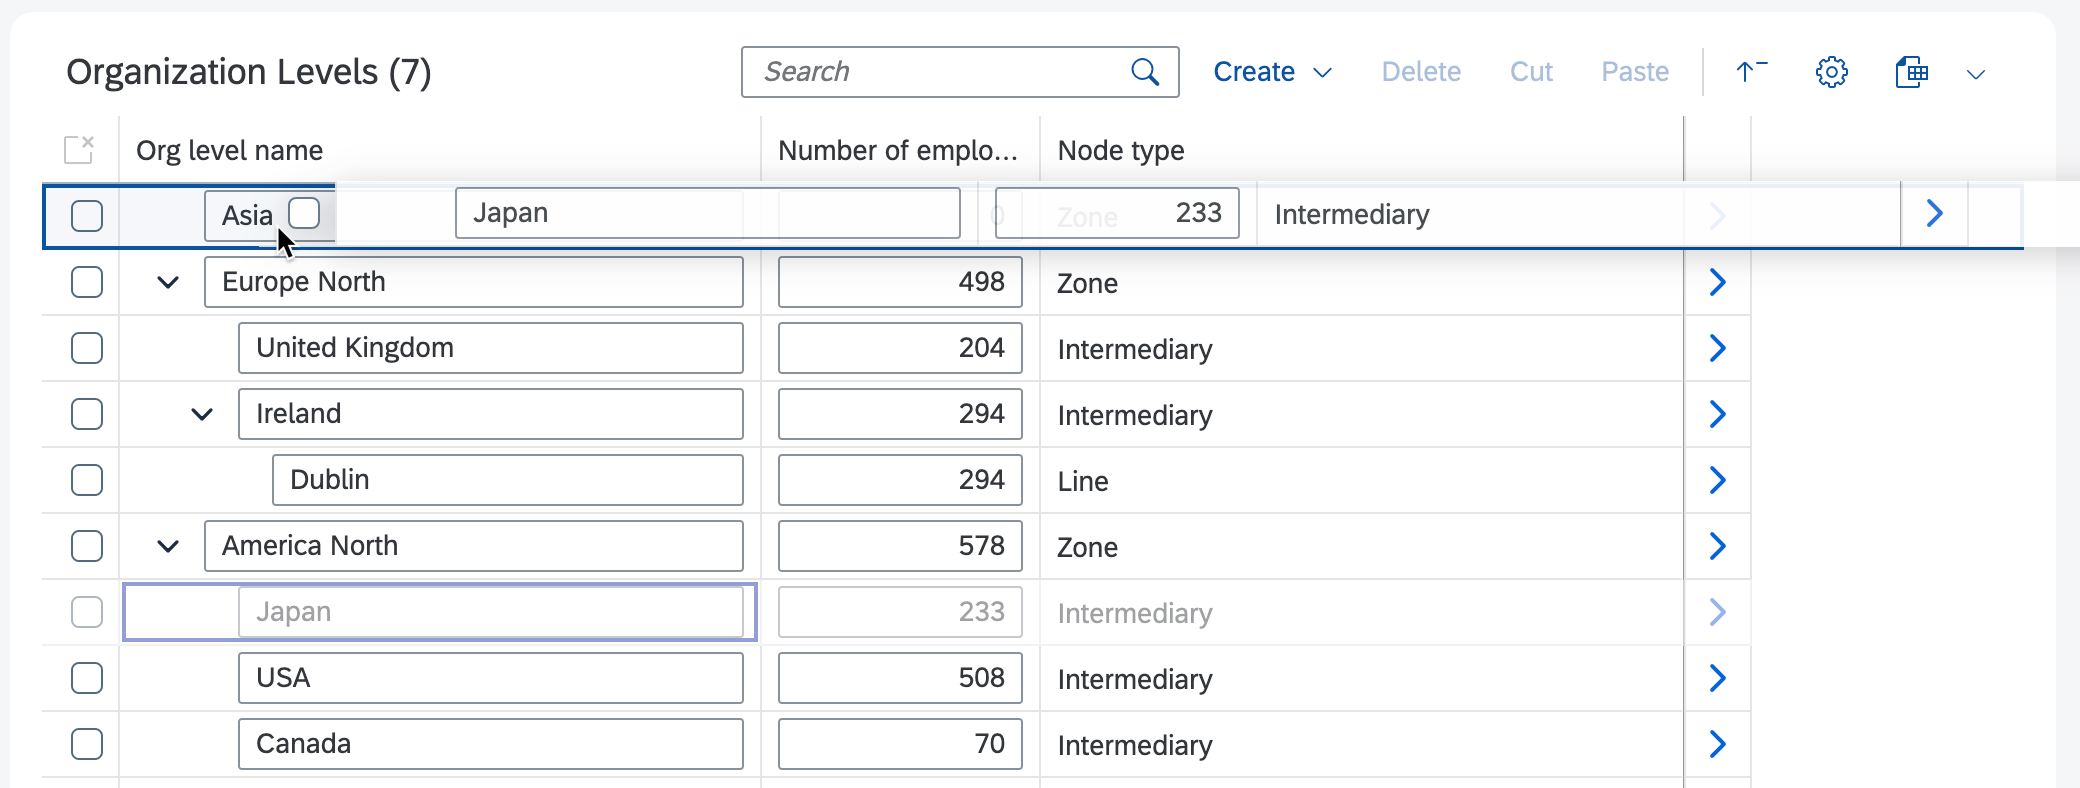 Organization Levels (7) Search Create Delete Cut Paste
Org level name Number of emplo... Node type
Asia 0 Zone
Japan 233 Intermediary
Europe North 498 Zone
United Kingdom 204 Intermediary
Ireland 294 Intermediary
Dublin 294 Line
America North 578 Zone
Japan 233 Intermediary
USA 508 Intermediary
Canada 70 Intermediary